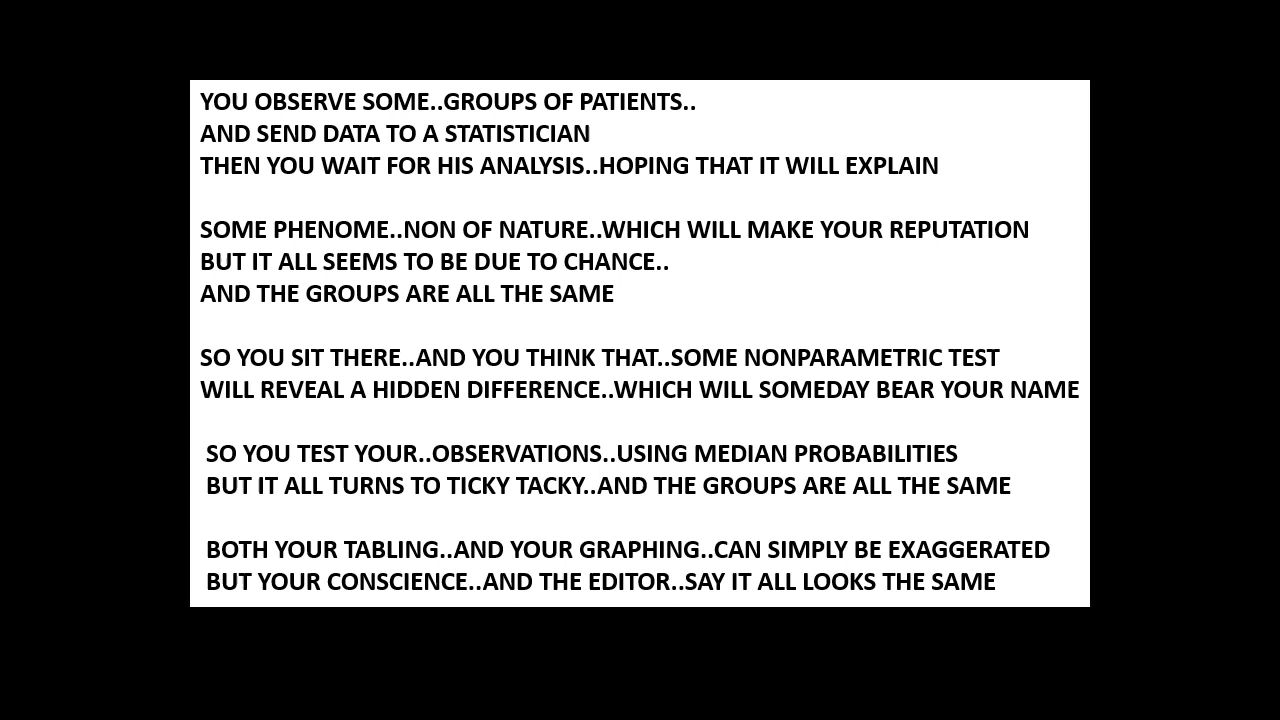 YOU OBSERVE SOME..GROUPS OF PATIENTS..
AND SEND DATA TO A STATISTICIAN
THEN YOU WAIT FOR HIS ANALYSIS..HOPING THAT IT WILL EXPLAIN
SOME PHENOME..NON OF NATURE..WHICH WILL MAKE YOUR REPUTATION
BUT IT ALL SEEMS TO BE DUE TO CHANCE..
AND THE GROUPS ARE ALL THE SAME
SO YOU SIT THERE..AND YOU THINK THAT..SOME NONPARAMETRIC TEST
WILL REVEAL A HIDDEN DIFFERENCE..WHICH WILL SOMEDAY BEAR YOUR NAME
SO YOU TEST YOUR..OBSERVATIONS..USING MEDIAN PROBABILITIES
BUT IT ALL TURNS TO TICKY TACKY..AND THE GROUPS ARE ALL THE SAME
BOTH YOUR TABLING..AND YOUR GRAPHING..CAN SIMPLY BE EXAGGERATED
BUT YOUR CONSCIENCE..AND THE EDITOR..SAY IT ALL LOOKS THE SAME